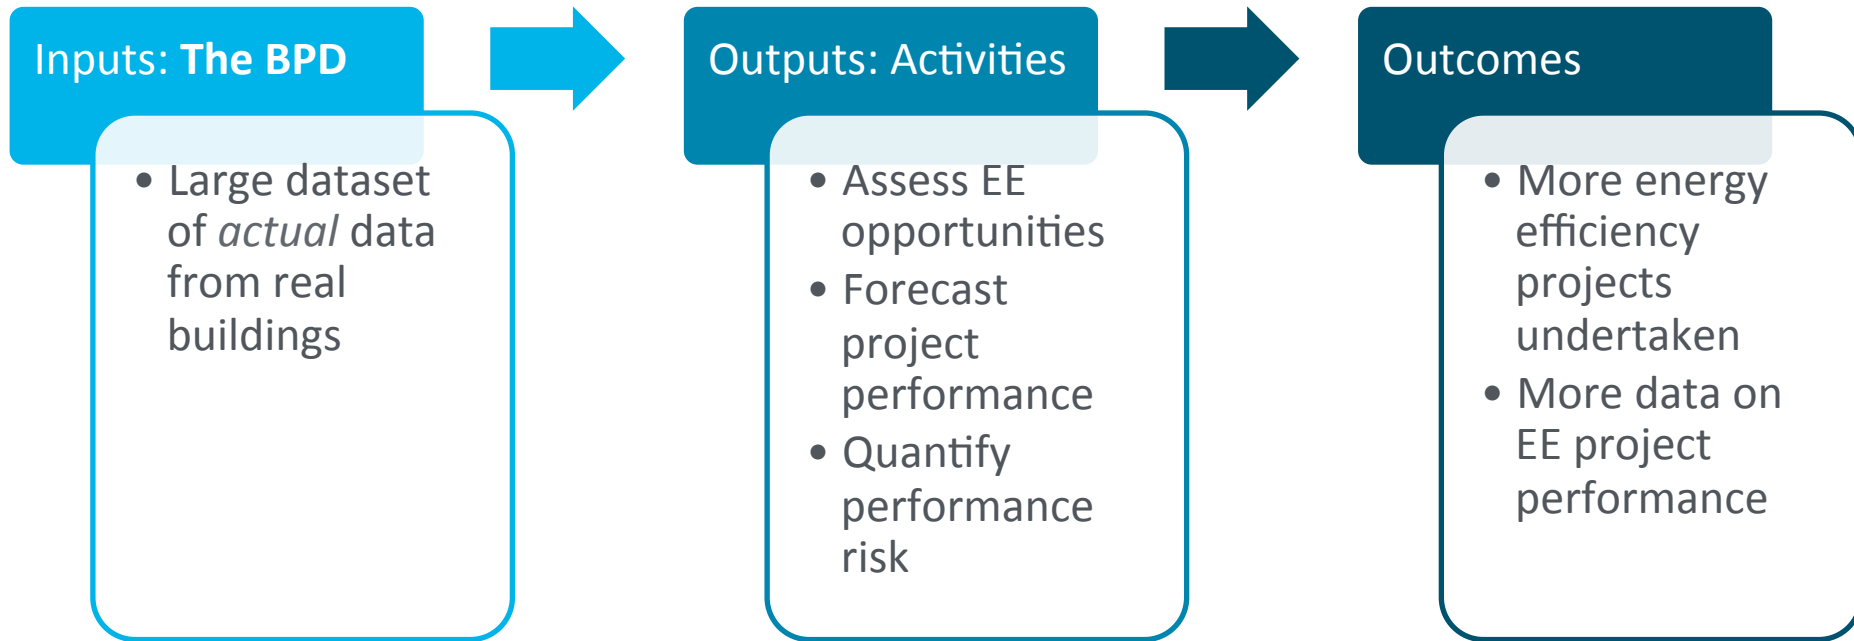 Inputs: The BPD
• Large dataset
of actual data
from real
buildings
Outputs: Activities
• Assess EE
opportunities
• Forecast
project
performance
• Quantify
performance
risk
Outcomes
• More energy
efficiency
projects
undertaken
• More data on
EE project
performance